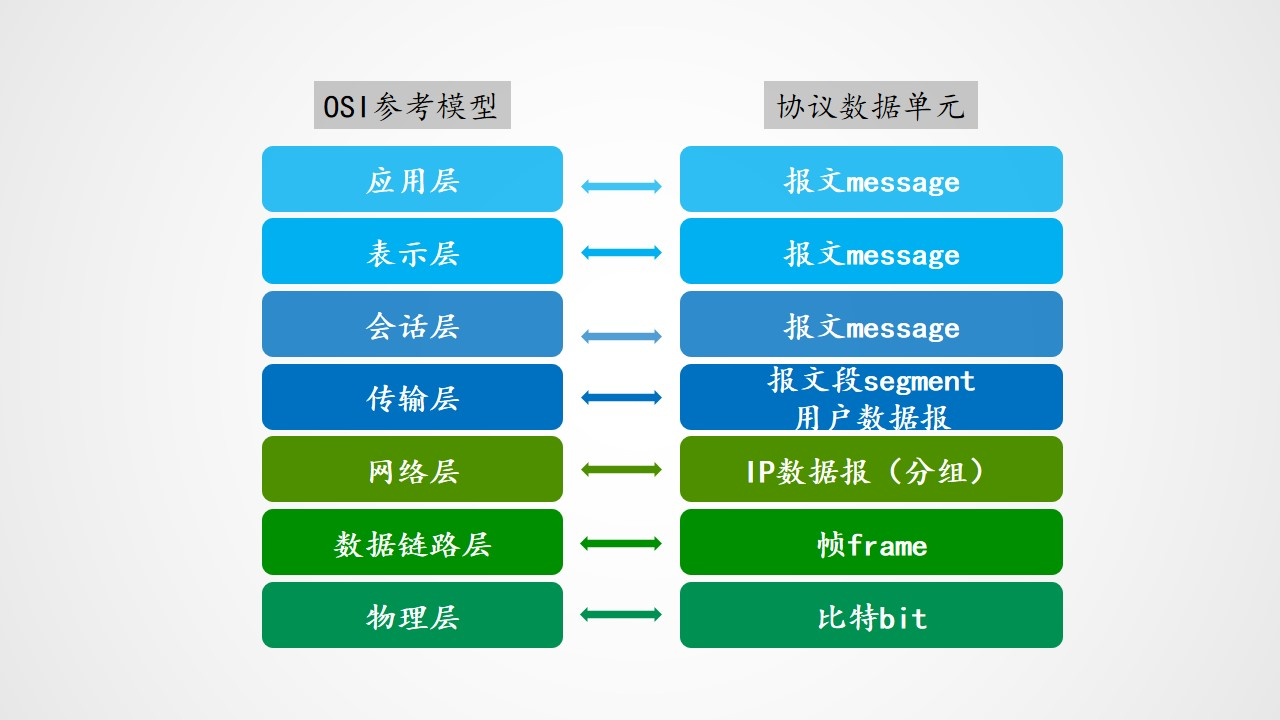 OSI参考模型
协议数据单元
应用层
报文message
表示层
报文message
会话层
报文message
传输层
报文段segment
用户数据报
网络层
IP数据报（分组）
数据链路层
帧frame
物理层
比特bit